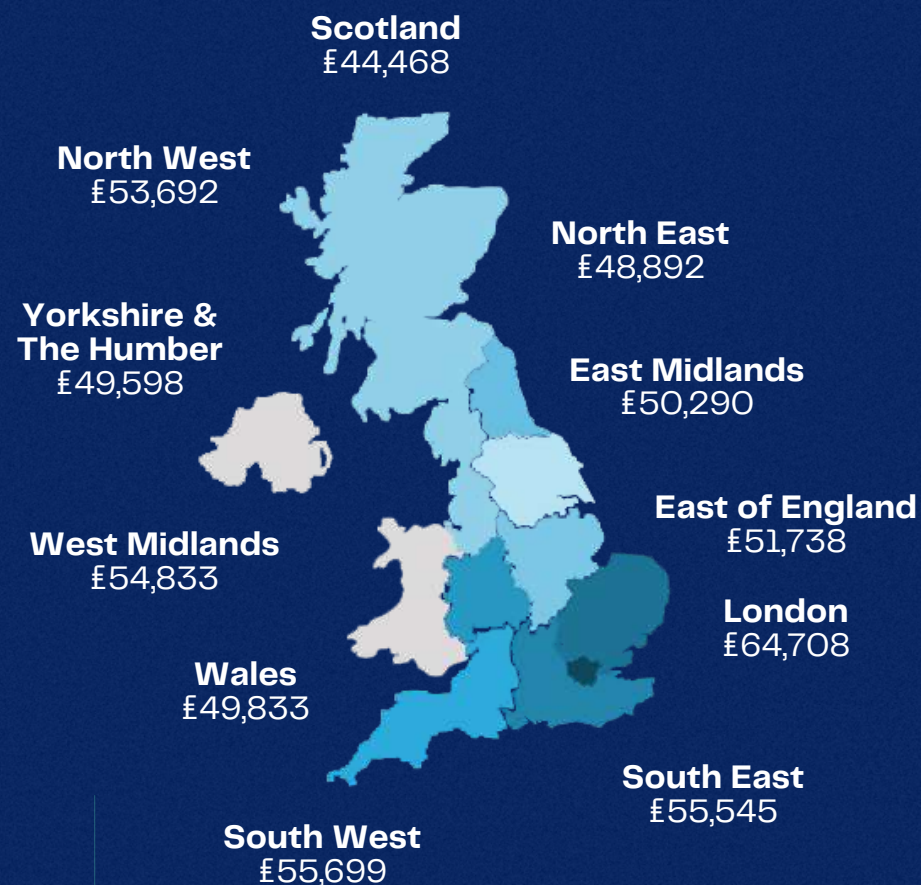 Scotland
£44,468
North West
£53,692
North East
£48,892
Yorkshire &
The Humber
£49,598
East Midlands
£50,290
East of England
£51,738
West Midlands
£54,833
London
£64,708
Wales
£49,833
South East
£55,545
South West
£55,699